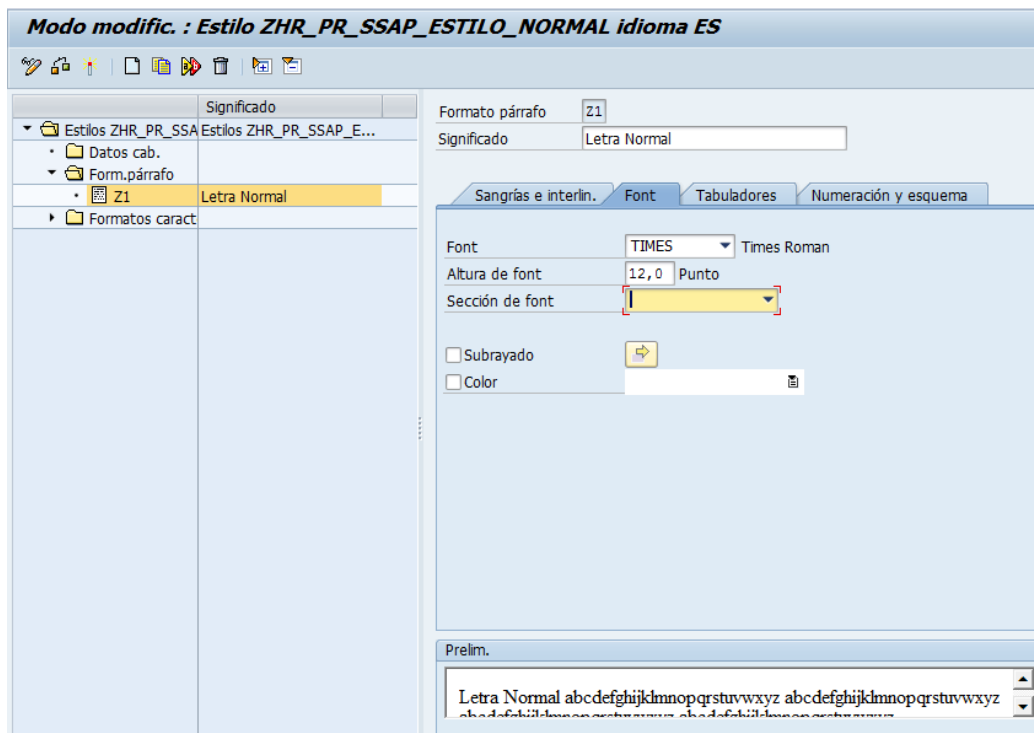 Modo modific. : Estilo ZHR_PR_SSAP_ESTILO_NORMAL idioma ES
Significado
Estilos ZHR_PR_SSA Estilos ZHR_PR_SSAP_E...
Datos cab.
Form.párrafo
Z1 Letra Normal
Formatos caract
Formato párrafo Z1
Significado Letra Normal
Sangrías e interlin. Font Tabuladores Numeración y esquema
Font TIMES Times Roman
Altura de font 12,0 Punto
Sección de font
Subrayado
Color
Prelim.
Letra Normal abcdefghijklmnopqrstuvwxyz abcdefghijklmnopqrstuvwxyz
abcdefghijklmnopqrstuvwxyz abcdefghijklmnopqrstuvwxyz